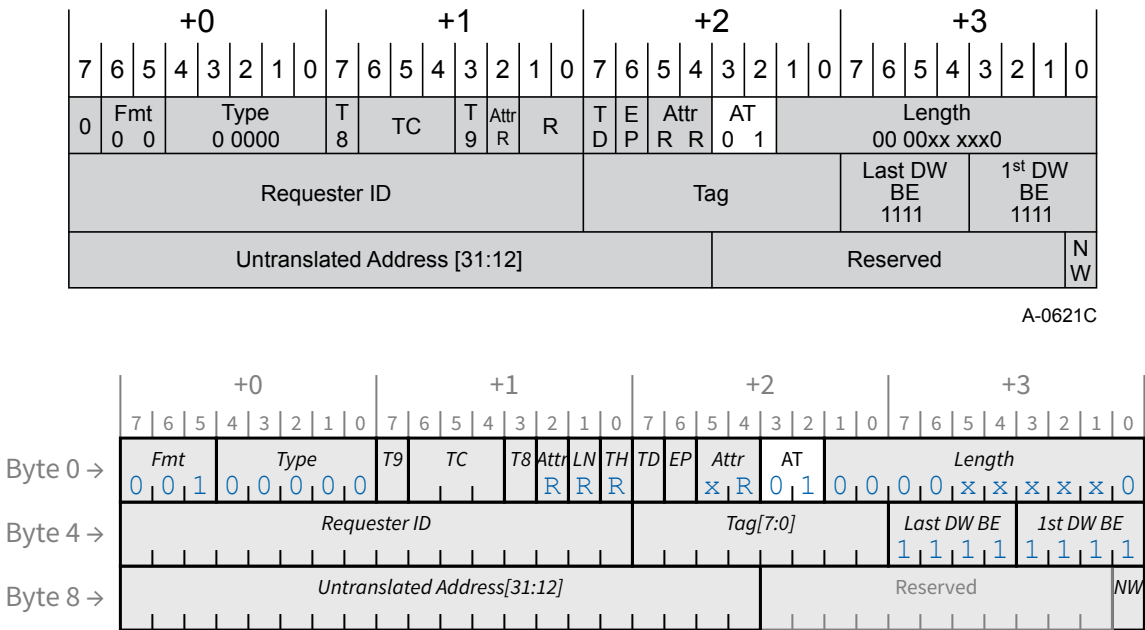 +0 +1 +2 +3
7 6 5 4 3 2 1 0 7 6 5 4 3 2 1 0 7 6 5 4 3 2 1 0 7 6 5 4 3 2 1 0
0 Fmt Type T TC T Attr R T E Attr AT Length
0 0 0 0000 8 9 R D P R R 0 1 00 00xx xxx0
Requester ID Tag Last DW 1st DW
BE BE
1111 1111
Untranslated Address [31:12] Reserved N
W
A-0621C
+0 +1 +2 +3
7 6 5 4 3 2 1 0 7 6 5 4 3 2 1 0 7 6 5 4 3 2 1 0 7 6 5 4 3 2 1 0
Byte 0 → Fmt Type T9 TC T8 Attr LN TH TD EP Attr AT Length
0 0 1 0 0 0 0 0 R R R x R 0 1 0 0 0 0 x x x x x 0
Byte 4 → Requester ID Tag[7:0] Last DW BE 1st DW BE
1 1 1 1 1 1 1 1
Byte 8 → Untranslated Address[31:12] Reserved NW